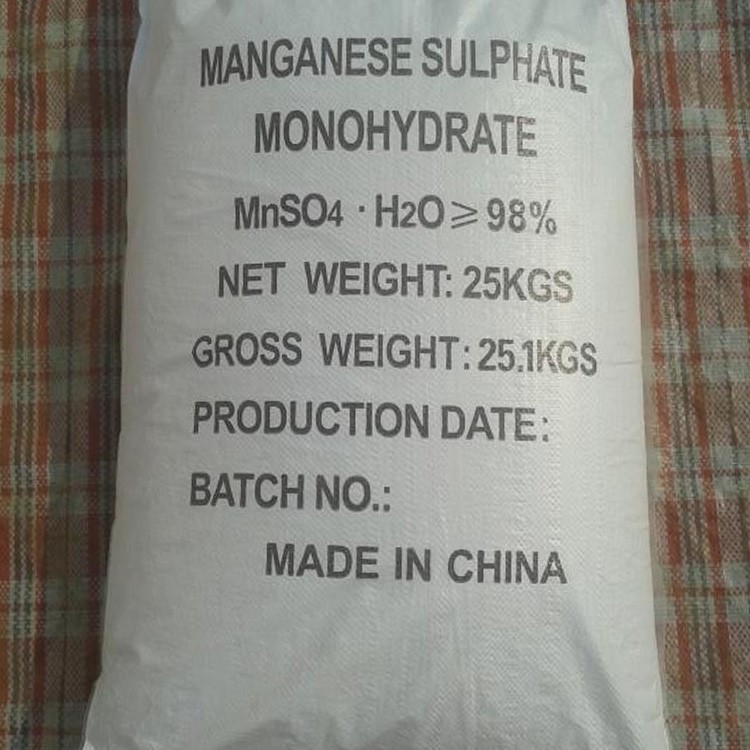 MANGANESE SULPHATE
MONOHYDRATE
MnSO4 · H2O ≥ 98%
NET WEIGHT: 25KGS
GROSS WEIGHT: 25.1KGS
PRODUCTION DATE:
BATCH NO.:
MADE IN CHINA